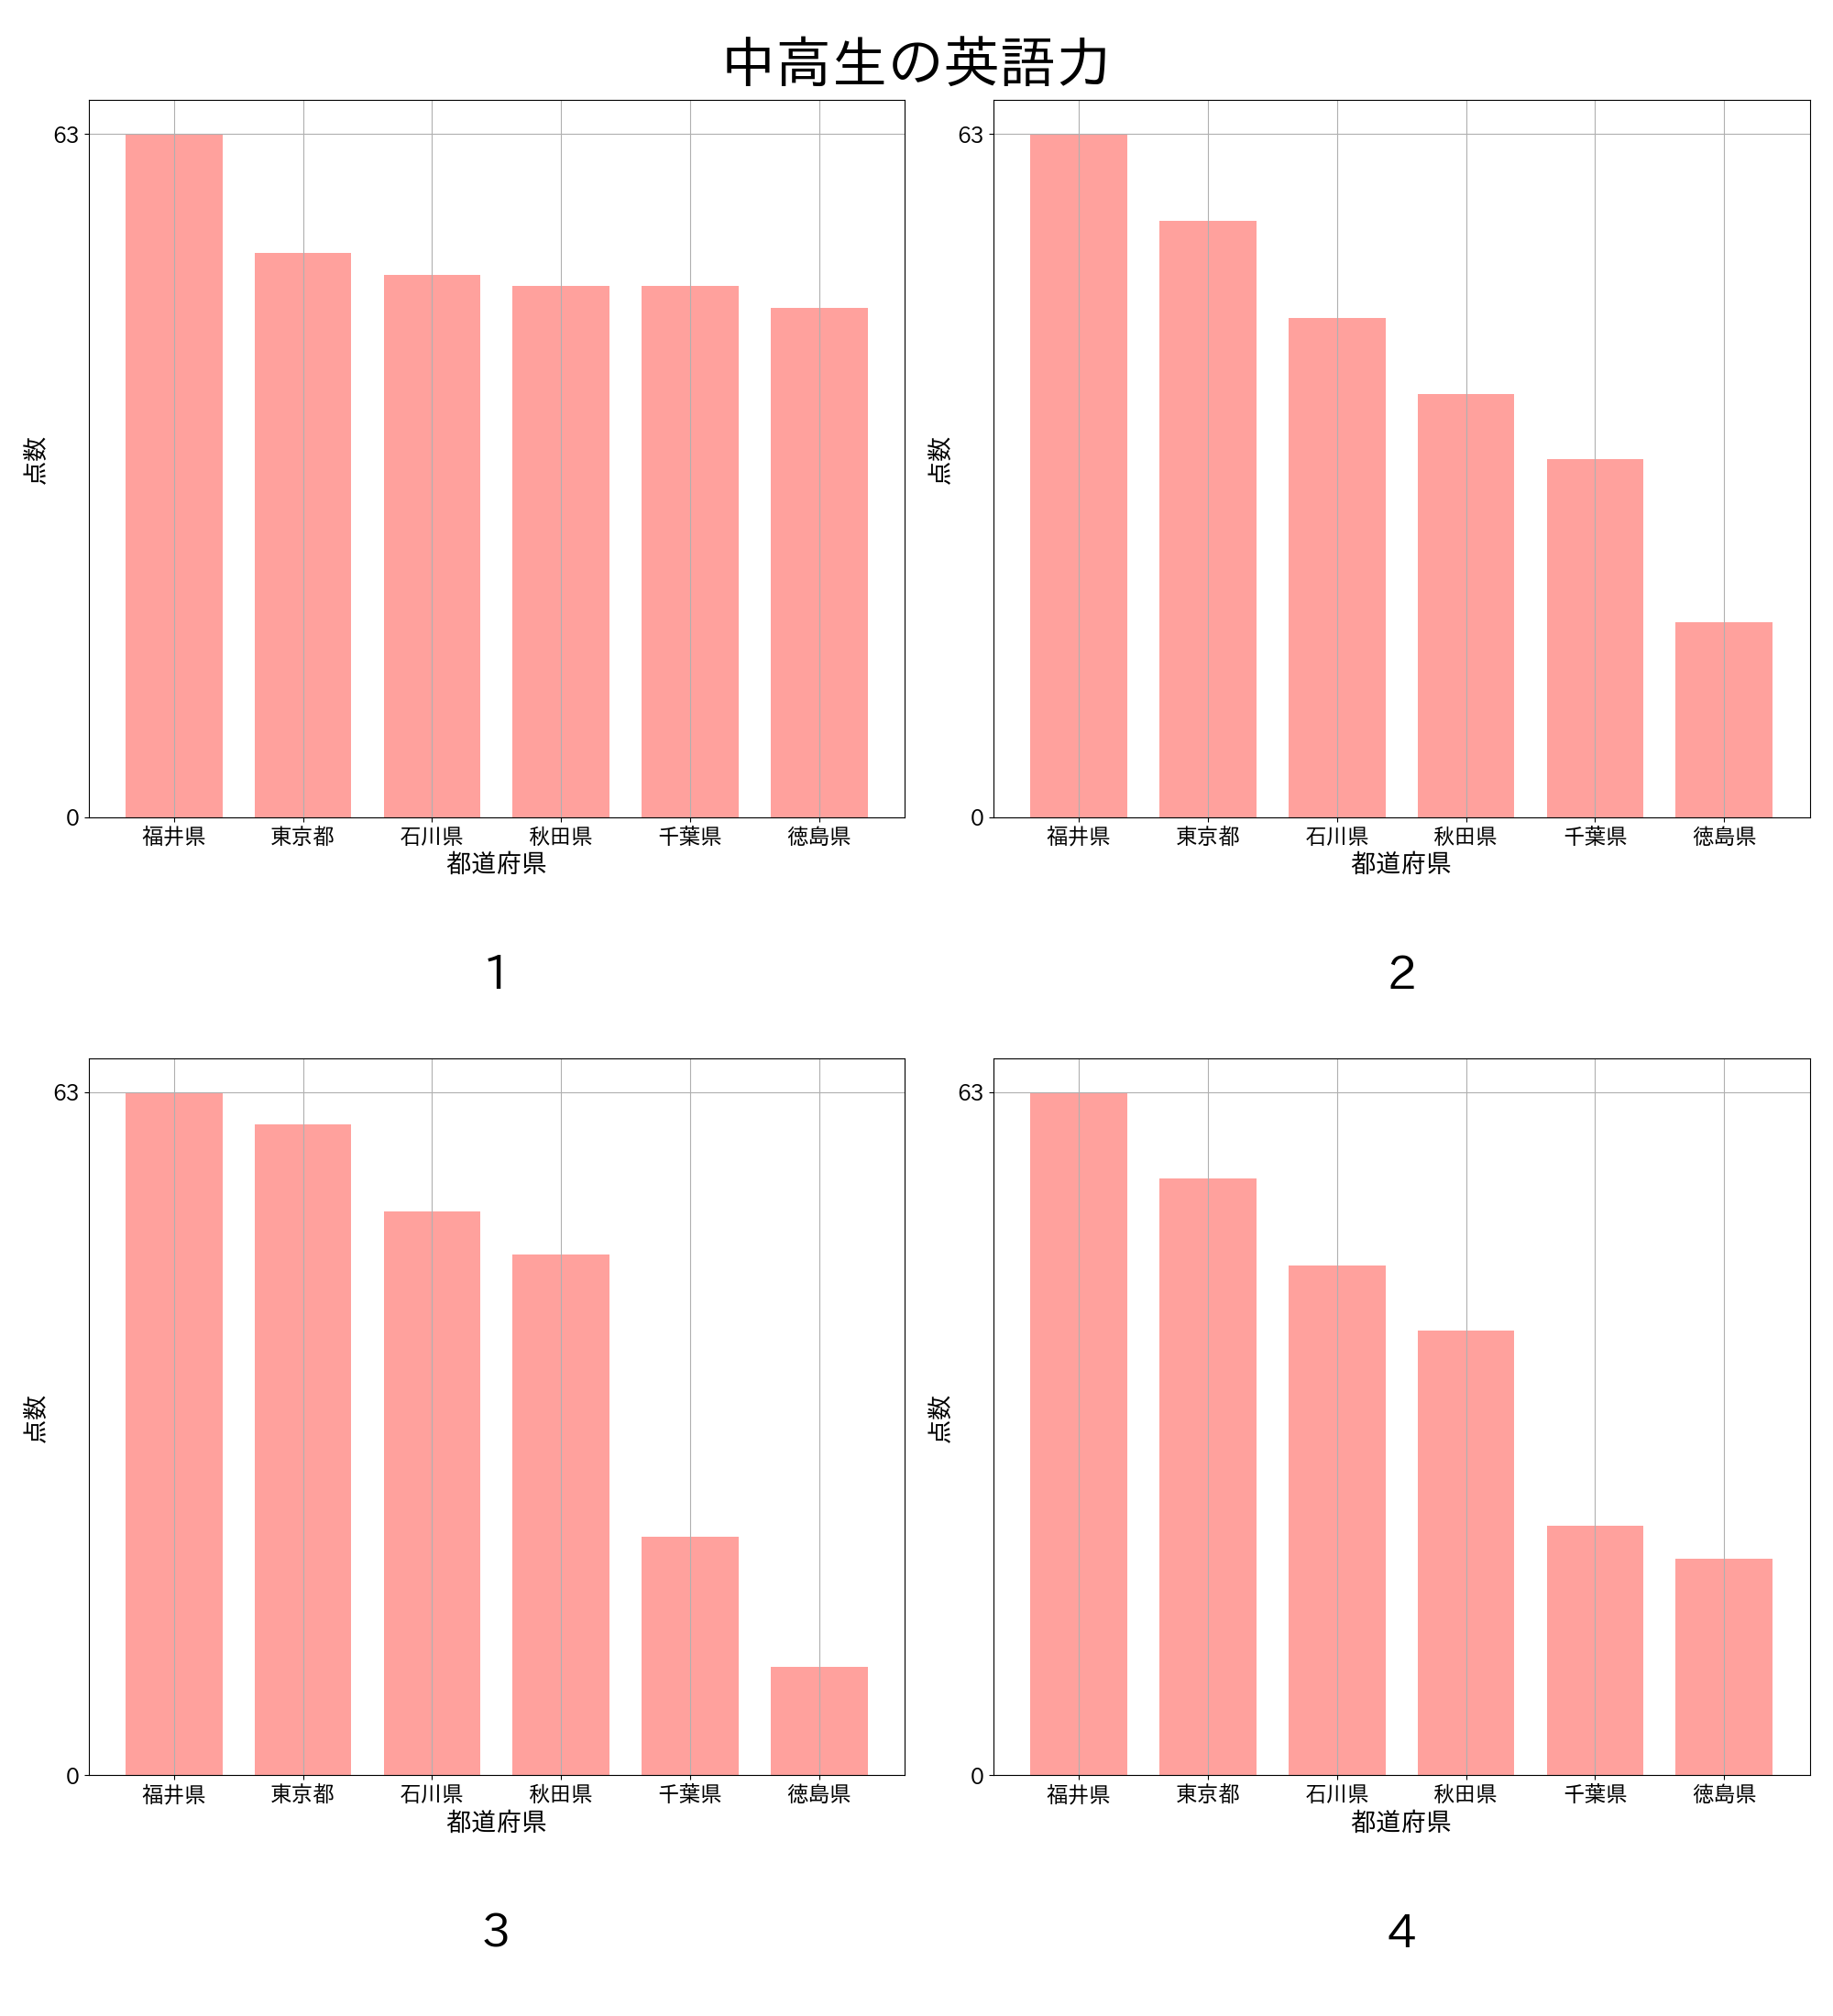 中高生の英語力
63
0
点数
福井県 東京都 石川県 秋田県 千葉県 徳島県
都道府県
1
63
0
点数
福井県 東京都 石川県 秋田県 千葉県 徳島県
都道府県
2
63
0
点数
福井県 東京都 石川県 秋田県 千葉県 徳島県
都道府県
3
63
0
点数
福井県 東京都 石川県 秋田県 千葉県 徳島県
都道府県
4